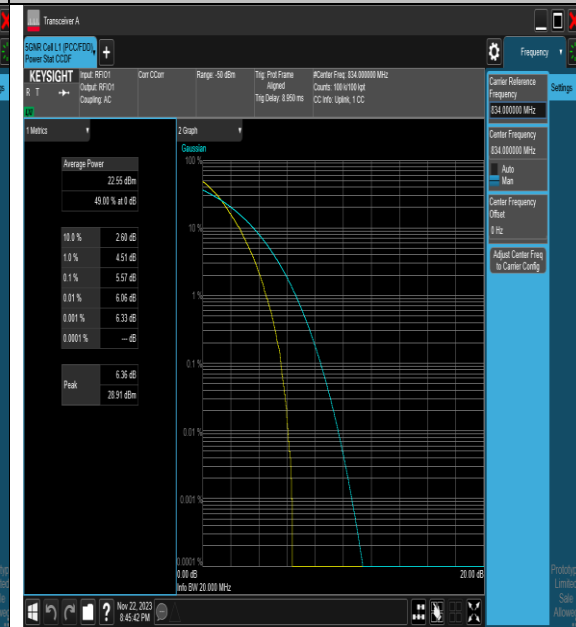 Transceiver A
5GNR Cell L1 (PCC/FDD)
Power Stat CCDF
Frequency
KEYSIGHT
R T
Input: RFIO1
Output: RFIO1
Coupling: AC
Corr CCorr
Range: -50 dBm
Trig: Prot Frame
Aligned
Trig Delay: 8.950 ms
#Center Freq: 834.000000 MHz
Counts: 100 k/100 kpt
CC Info: Uplink, 1 CC
1 Metrics
2 Graph
Average Power
22.55 dBm
49.00 % at 0 dB
10.0 % 2.60 dB
1.0 % 4.51 dB
0.1 % 5.57 dB
0.01 % 6.06 dB
0.001 % 6.33 dB
0.0001 % --- dB
Peak
6.36 dB
28.91 dBm
Gaussian
100 %
10 %
1 %
0.1 %
0.01 %
0.001 %
0.0001 %
0.00 dB
20.00 dB
Info BW 20.000 MHz
Carrier Reference
Frequency
834.000000 MHz
Center Frequency
834.000000 MHz
Auto
Man
Center Frequency
Offset
0 Hz
Adjust Center Freq
to Carrier Config
Settings
Nov 22, 2023
8:45:42 PM